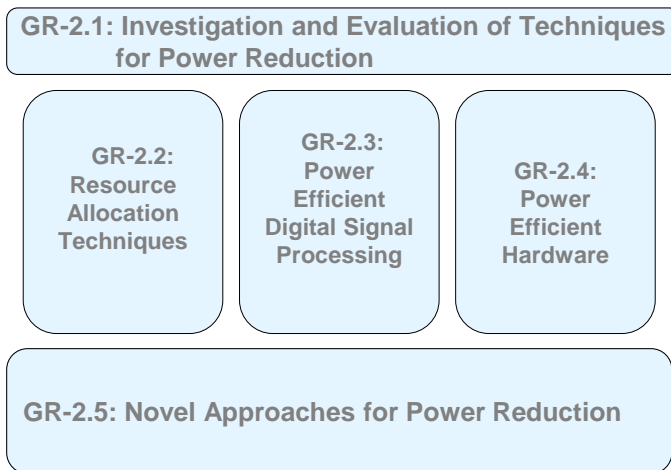 GR-2.1: Investigation and Evaluation of Techniques
for Power Reduction
GR-2.2:
Resource
Allocation
Techniques
GR-2.3:
Power
Efficient
Digital Signal
Processing
GR-2.4:
Power
Efficient
Hardware
GR-2.5: Novel Approaches for Power Reduction